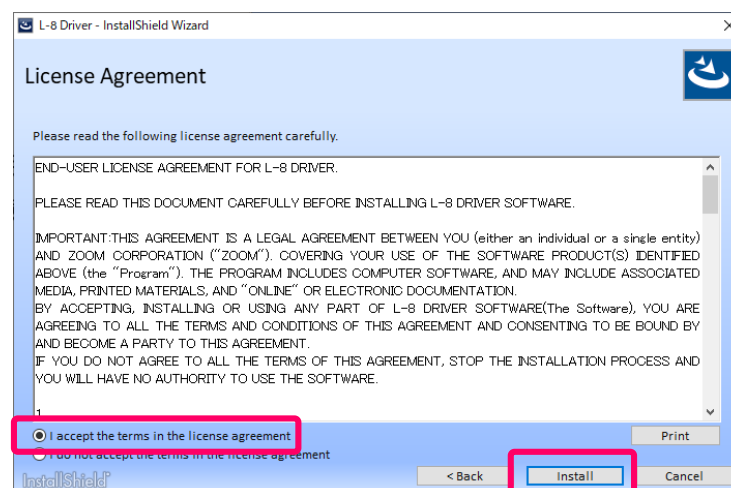 L-8 Driver - InstallShield Wizard
License Agreement
Please read the following license agreement carefully.
END-USER LICENSE AGREEMENT FOR L-8 DRIVER.
PLEASE READ THIS DOCUMENT CAREFULLY BEFORE INSTALLING L-8 DRIVER SOFTWARE.
IMPORTANT:THIS AGREEMENT IS A LEGAL AGREEMENT BETWEEN YOU (either an individual or a single entity)
AND ZOOM CORPORATION ("ZOOM"). COVERING YOUR USE OF THE SOFTWARE PRODUCT(S) IDENTIFIED
ABOVE (the "Program"). THE PROGRAM INCLUDES COMPUTER SOFTWARE, AND MAY INCLUDE ASSOCIATED
MEDIA, PRINTED MATERIALS, AND "ONLINE" OR ELECTRONIC DOCUMENTATION.
BY ACCEPTING, INSTALLING OR USING ANY PART OF L-8 DRIVER SOFTWARE(The Software), YOU ARE
AGREEING TO ALL THE TERMS AND CONDITIONS OF THIS AGREEMENT AND CONSENTING TO BE BOUND BY
AND BECOME A PARTY TO THIS AGREEMENT.
IF YOU DO NOT AGREE TO ALL THE TERMS OF THIS AGREEMENT, STOP THE INSTALLATION PROCESS AND
YOU WILL HAVE NO AUTHORITY TO USE THE SOFTWARE.
1
I accept the terms in the license agreement
Print
I do not accept the terms in the license agreement
InstallShield
< Back
Install
Cancel